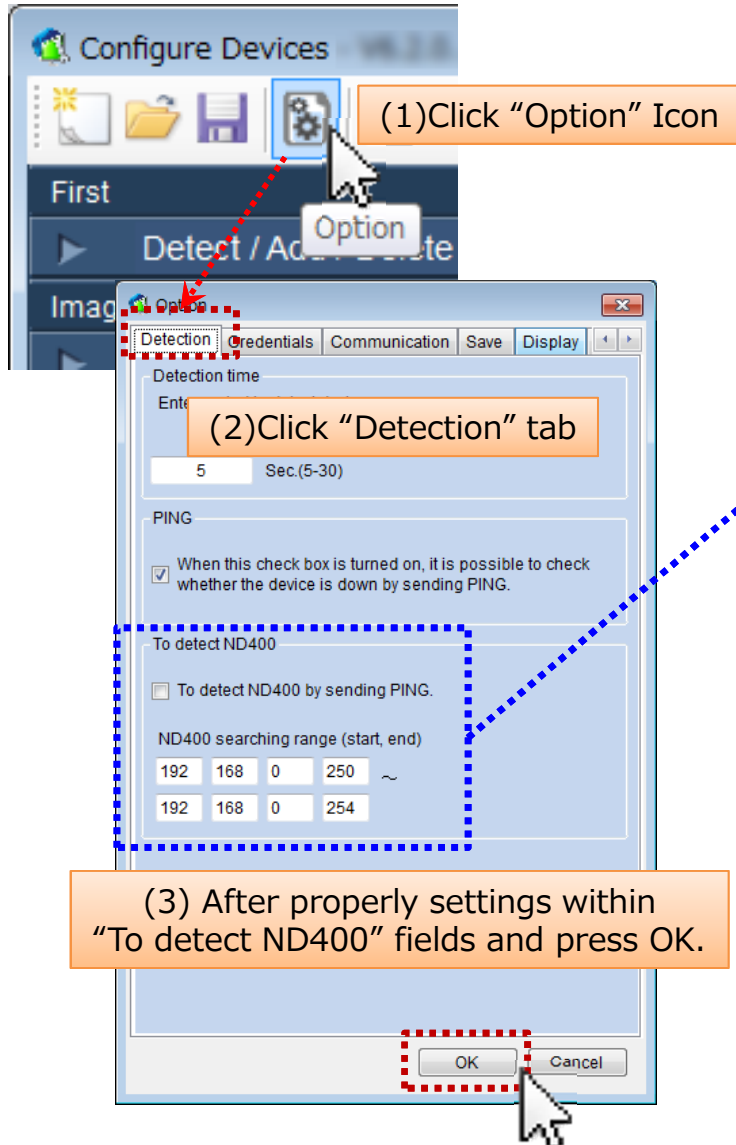 Configure Devices
(1)Click “Option” Icon
First
Option
Detect / Add / Delete
Imag
Option
Detection Credentials Communication Save Display
Detection time
Ente
(2)Click “Detection” tab
5 Sec.(5-30)
PING
When this check box is turned on, it is possible to check
whether the device is down by sending PING.
To detect ND400
To detect ND400 by sending PING.
ND400 searching range (start, end)
192 168 0 250 ~
192 168 0 254
(3) After properly settings within
“To detect ND400” fields and press OK.
OK Cancel